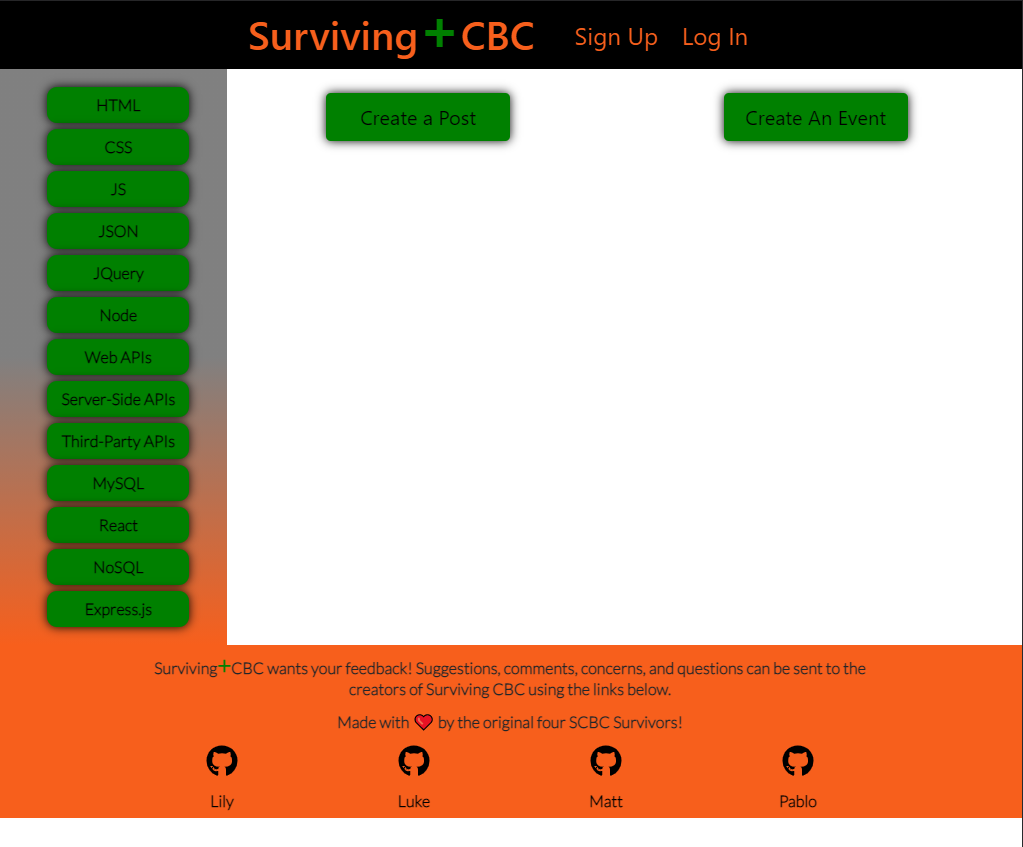 Surviving+CBC Sign Up Log In
Create a Post Create An Event
HTML
CSS
JS
JSON
JQuery
Node
Web APIs
Server-Side APIs
Third-Party APIs
MySQL
React
NoSQL
Express.js
Surviving+CBC wants your feedback! Suggestions, comments, concerns, and questions can be sent to the
creators of Surviving CBC using the links below.
Made with ❤ by the original four SCBC Survivors!
Lily Luke Matt Pablo